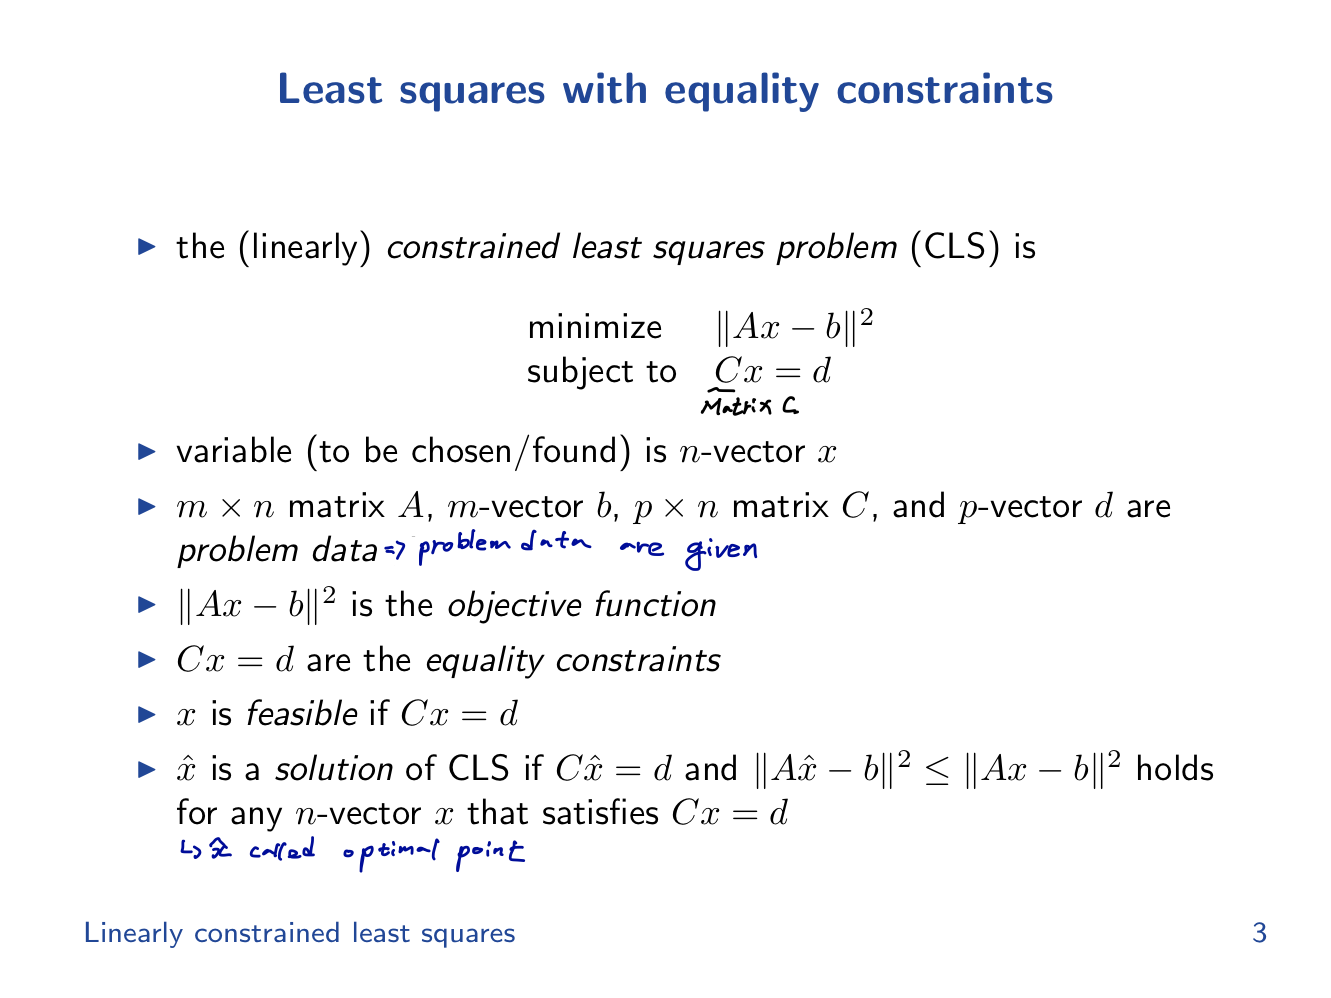 Least squares with equality constraints
▶ the (linearly) constrained least squares problem (CLS) is
minimize ‖Ax − b‖²
subject to Cx = d
Matrix C
▶ variable (to be chosen/found) is n-vector x
▶ m × n matrix A, m-vector b, p × n matrix C, and p-vector d are
problem data ⇒ problem data are given
▶ ‖Ax − b‖² is the objective function
▶ Cx = d are the equality constraints
▶ x is feasible if Cx = d
▶ x̂ is a solution of CLS if Cx̂ = d and ‖Ax̂ − b‖² ≤ ‖Ax − b‖² holds
for any n-vector x that satisfies Cx = d
↳ x̂ called optimal point
Linearly constrained least squares 3